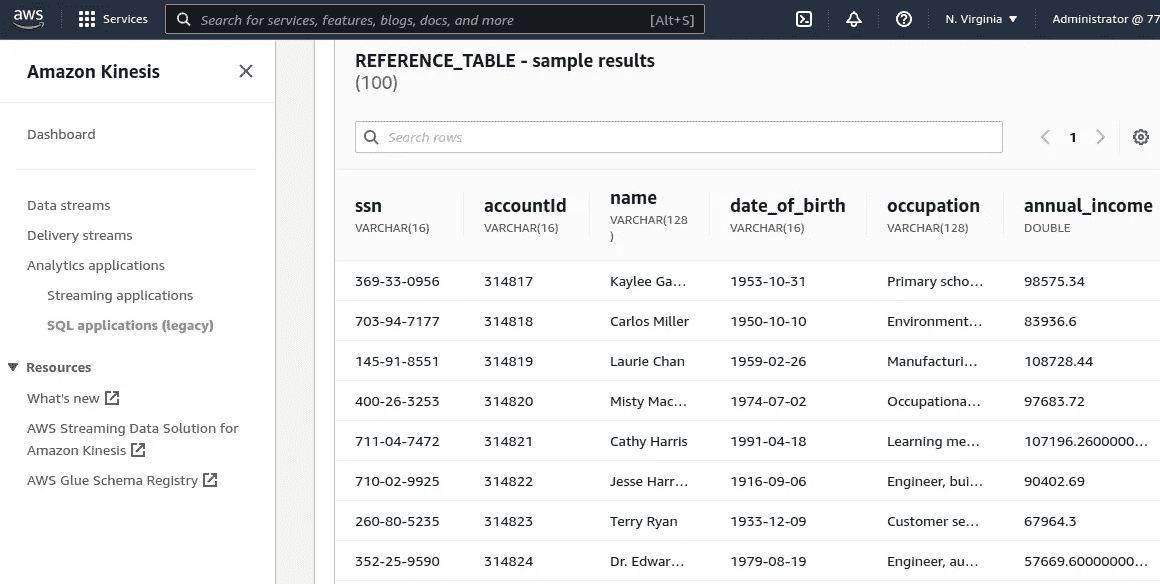 aws Services Search for services, features, blogs, docs, and more [Alt+S] N. Virginia ▼ Administrator @ 77
Amazon Kinesis
Dashboard
Data streams
Delivery streams
Analytics applications
Streaming applications
SQL applications (legacy)
Resources
What's new
AWS Streaming Data Solution for
Amazon Kinesis
AWS Glue Schema Registry
REFERENCE_TABLE - sample results
(100)
Search rows 1
ssn accountId name date_of_birth occupation annual_income
VARCHAR(16) VARCHAR(16) VARCHAR(128 VARCHAR(16) VARCHAR(128) DOUBLE
)
369-33-0956 314817 Kaylee Ga... 1953-10-31 Primary scho... 98575.34
703-94-7177 314818 Carlos Miller 1950-10-10 Environment... 83936.6
145-91-8551 314819 Laurie Chan 1959-02-26 Manufacturi... 108728.44
400-26-3253 314820 Misty Mac... 1974-07-02 Occupationa... 97683.72
711-04-7472 314821 Cathy Harris 1991-04-18 Learning me... 107196.2600000...
710-02-9925 314822 Jesse Harr... 1916-09-06 Engineer, bui... 90402.69
260-80-5235 314823 Terry Ryan 1933-12-09 Customer se... 67964.3
352-25-9590 314824 Dr. Edwar... 1979-08-19 Engineer, au... 57669.60000000...